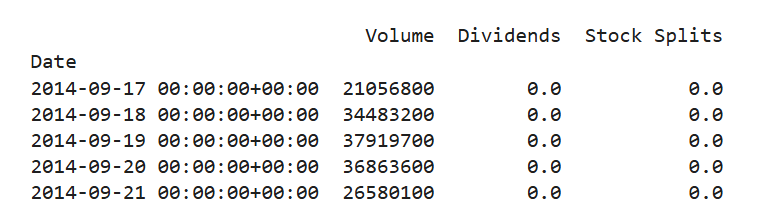 Volume  Dividends  Stock Splits
Date
2014-09-17 00:00:00+00:00  21056800        0.0           0.0
2014-09-18 00:00:00+00:00  34483200        0.0           0.0
2014-09-19 00:00:00+00:00  37919700        0.0           0.0
2014-09-20 00:00:00+00:00  36863600        0.0           0.0
2014-09-21 00:00:00+00:00  26580100        0.0           0.0